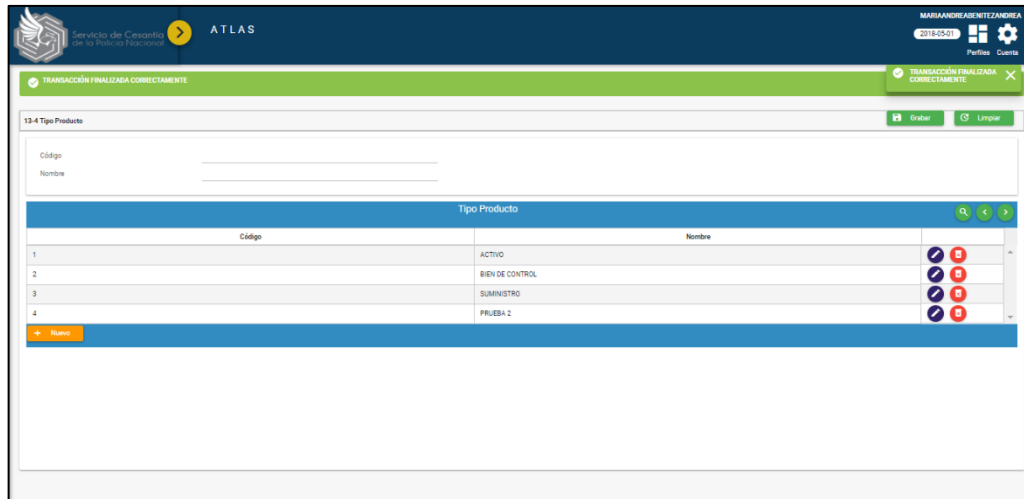 Servicio de Cesantía
de la Policía Nacional
ATLAS
MARIAANDREABENITEZANDREA
2018-05-01
Perfiles Cuenta
TRANSACCIÓN FINALIZADA CORRECTAMENTE
TRANSACCIÓN FINALIZADA
CORRECTAMENTE
13-4 Tipo Producto
Grabar Limpiar
Código
Nombre
Tipo Producto
Código Nombre
1 ACTIVO
2 BIEN DE CONTROL
3 SUMINISTRO
4 PRUEBA 2
+ Nuevo